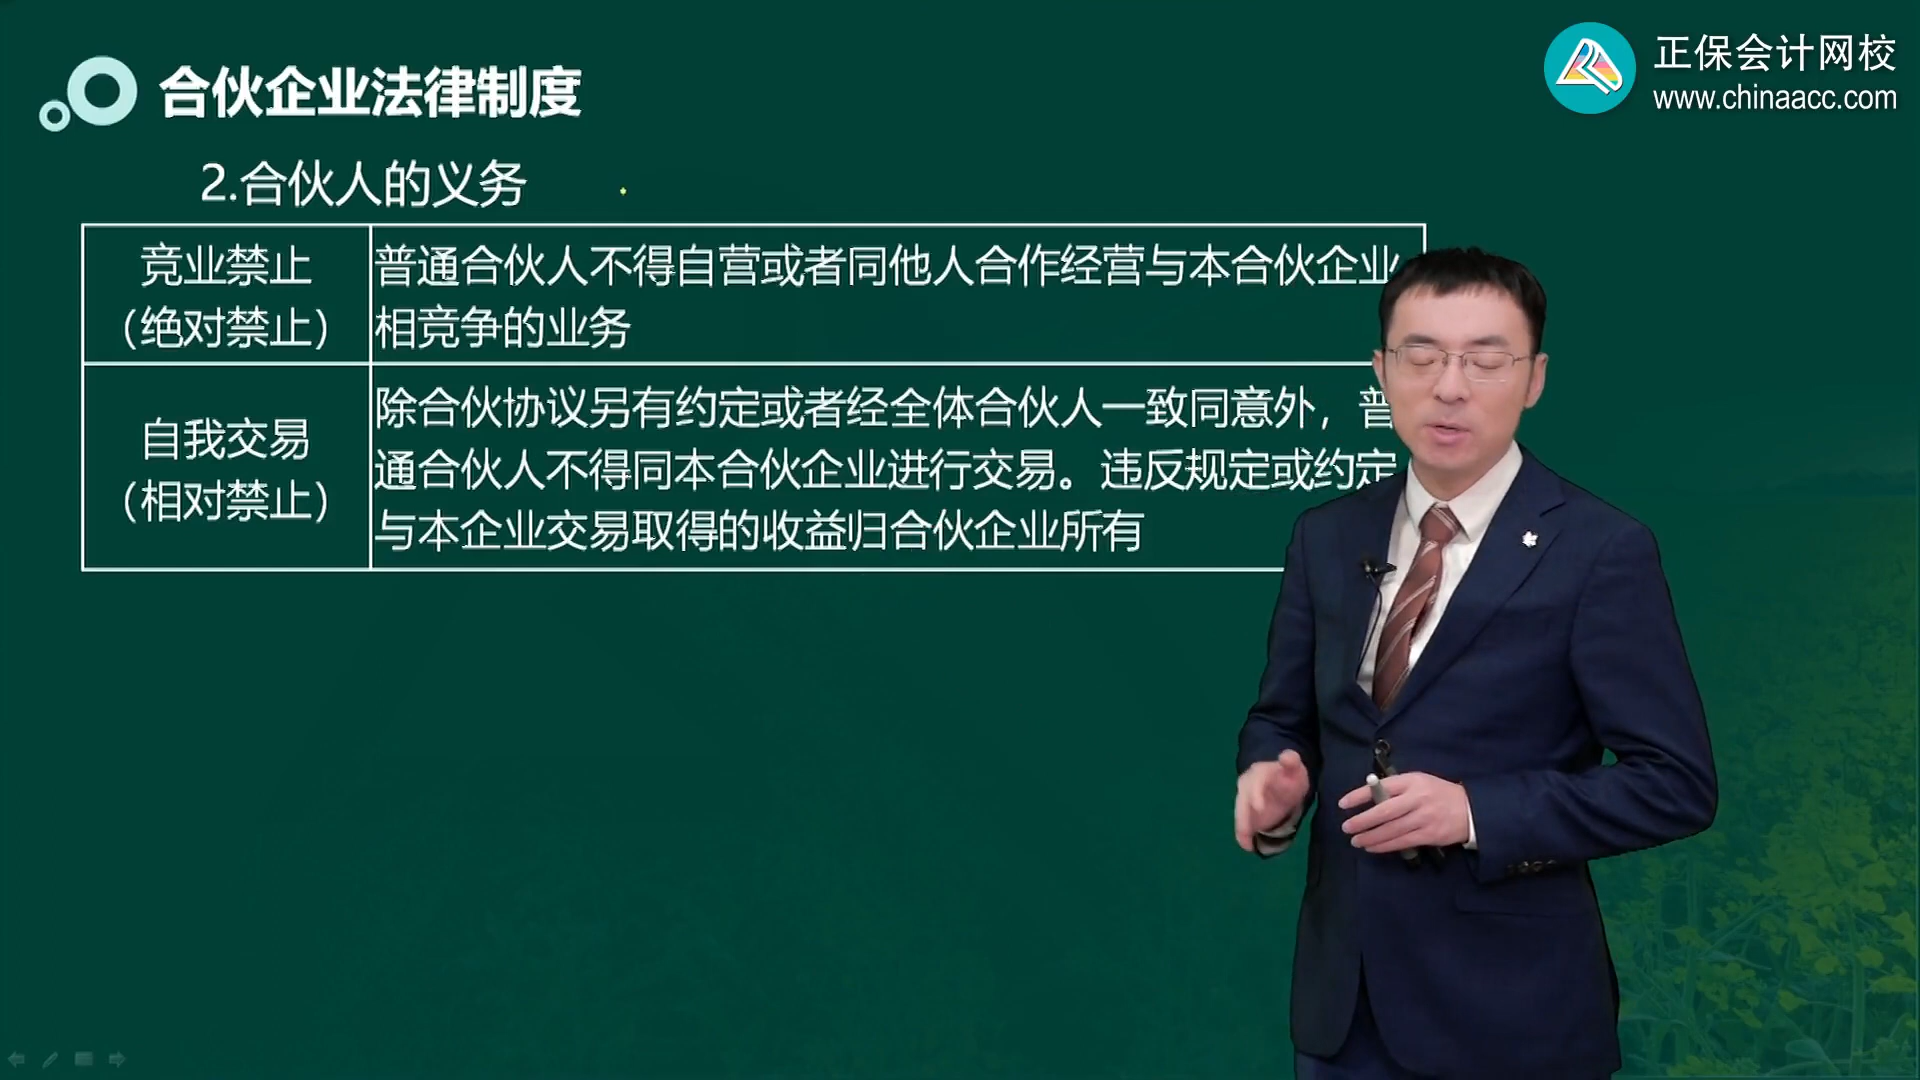 正保会计网校
www.chinaacc.com
合伙企业法律制度
2.合伙人的义务
竞业禁止
（绝对禁止）
普通合伙人不得自营或者同他人合作经营与本合伙企业
相竞争的业务
自我交易
（相对禁止）
除合伙协议另有约定或者经全体合伙人一致同意外，普
通合伙人不得同本合伙企业进行交易。违反规定或约定
与本企业交易取得的收益归合伙企业所有